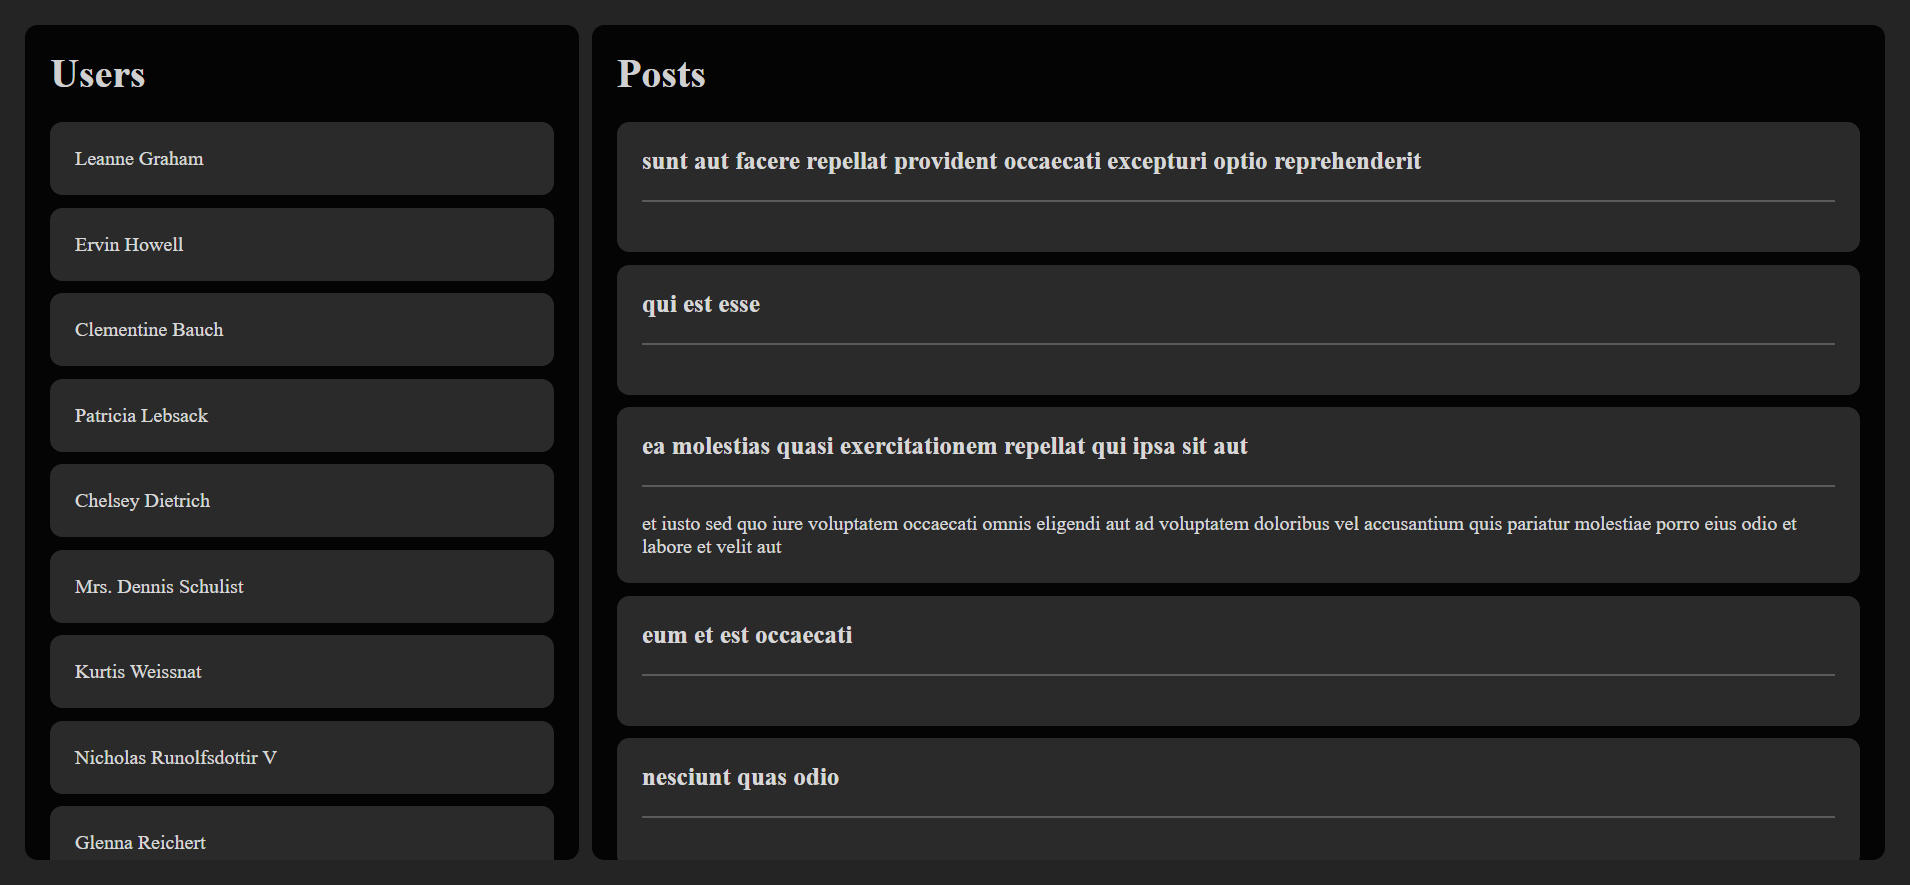 Users
Leanne Graham
Ervin Howell
Clementine Bauch
Patricia Lebsack
Chelsey Dietrich
Mrs. Dennis Schulist
Kurtis Weissnat
Nicholas Runolfsdottir V
Glenna Reichert
Posts
sunt aut facere repellat provident occaecati excepturi optio reprehenderit
qui est esse
ea molestias quasi exercitationem repellat qui ipsa sit aut
et iusto sed quo iure voluptatem occaecati omnis eligendi aut ad voluptatem doloribus vel accusantium quis pariatur molestiae porro eius odio et
labore et velit aut
eum et est occaecati
nesciunt quas odio